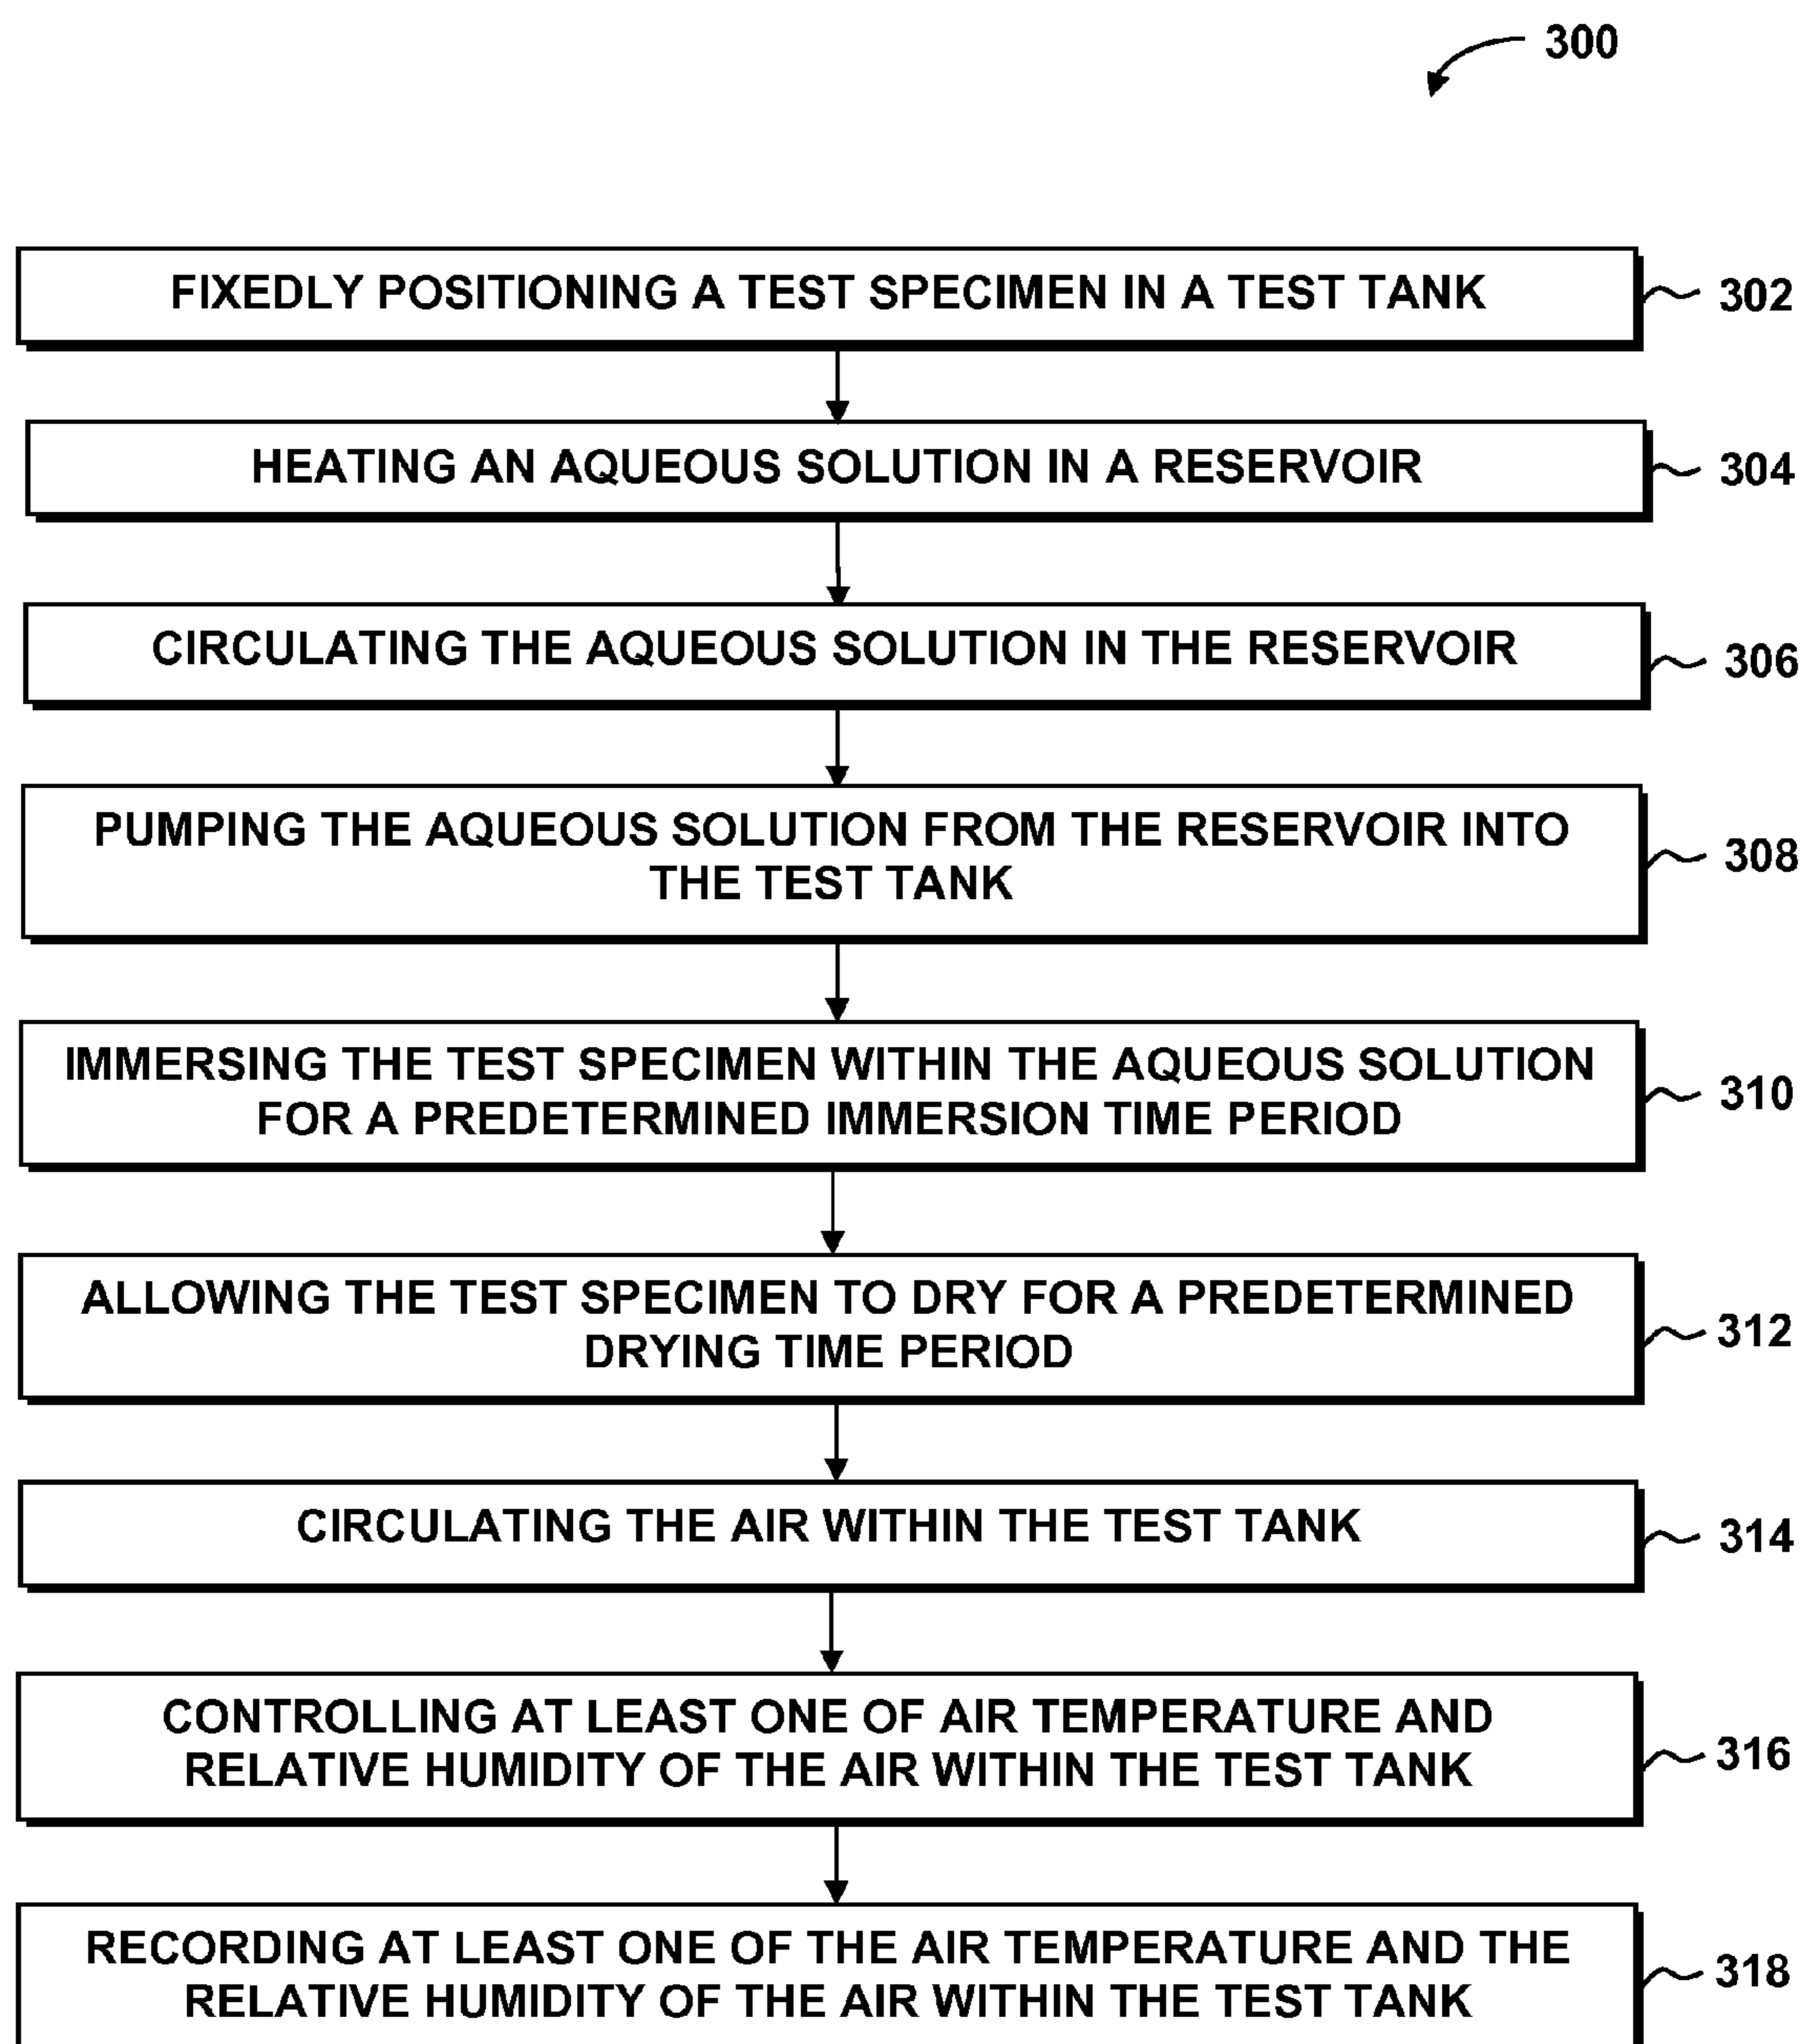 300
FIXEDLY POSITIONING A TEST SPECIMEN IN A TEST TANK
302
HEATING AN AQUEOUS SOLUTION IN A RESERVOIR
304
CIRCULATING THE AQUEOUS SOLUTION IN THE RESERVOIR
306
PUMPING THE AQUEOUS SOLUTION FROM THE RESERVOIR INTO
THE TEST TANK
308
IMMERSING THE TEST SPECIMEN WITHIN THE AQUEOUS SOLUTION
FOR A PREDETERMINED IMMERSION TIME PERIOD
310
ALLOWING THE TEST SPECIMEN TO DRY FOR A PREDETERMINED
DRYING TIME PERIOD
312
CIRCULATING THE AIR WITHIN THE TEST TANK
314
CONTROLLING AT LEAST ONE OF AIR TEMPERATURE AND
RELATIVE HUMIDITY OF THE AIR WITHIN THE TEST TANK
316
RECORDING AT LEAST ONE OF THE AIR TEMPERATURE AND THE
RELATIVE HUMIDITY OF THE AIR WITHIN THE TEST TANK
318